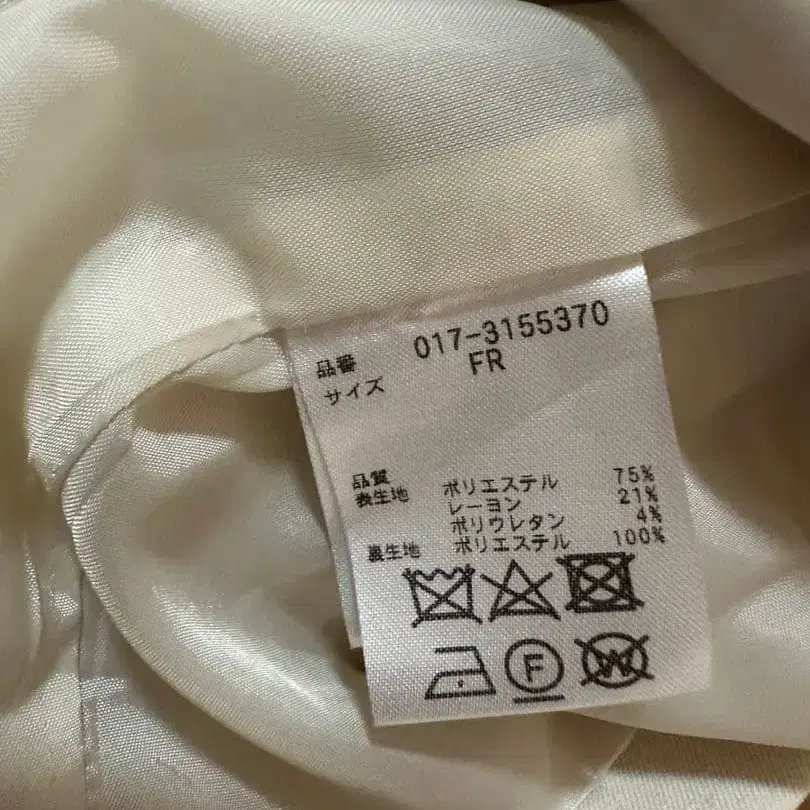 品番 017-3155370
サイズ FR
品質
表生地 ポリエステル 75%
レーヨン 21%
ポリウレタン 4%
裏生地 ポリエステル 100%
F W